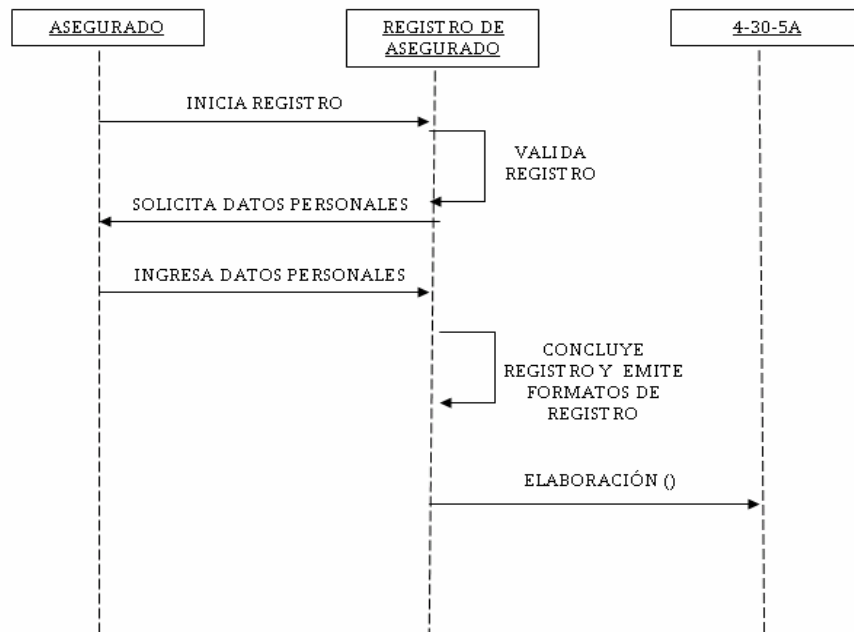 ASEGURADO
REGISTRO DE
ASEGURADO
4-30-5A
INICIA REGISTRO
VALIDA
REGISTRO
SOLICITA DATOS PERSONALES
INGRESA DATOS PERSONALES
CONCLUYE
REGISTRO Y EMITE
FORMATOS DE
REGISTRO
ELABORACIÓN ()